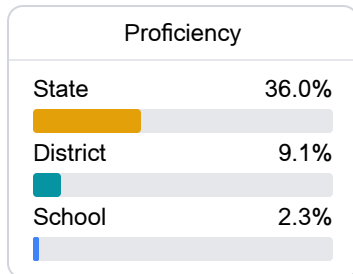 Proficiency
State 36.0%
District 9.1%
School 2.3%